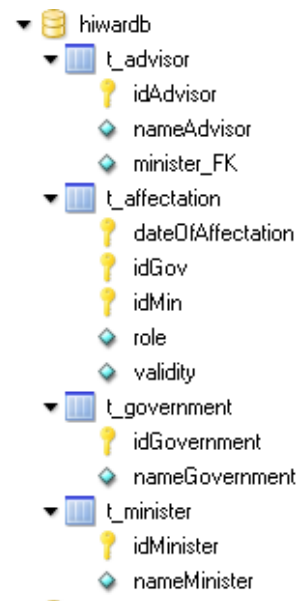 hiwardb
t_advisor
idAdvisor
nameAdvisor
minister_FK
t_affectation
dateOfAffectation
idGov
idMin
role
validity
t_government
idGovernment
nameGovernment
t_minister
idMinister
nameMinister